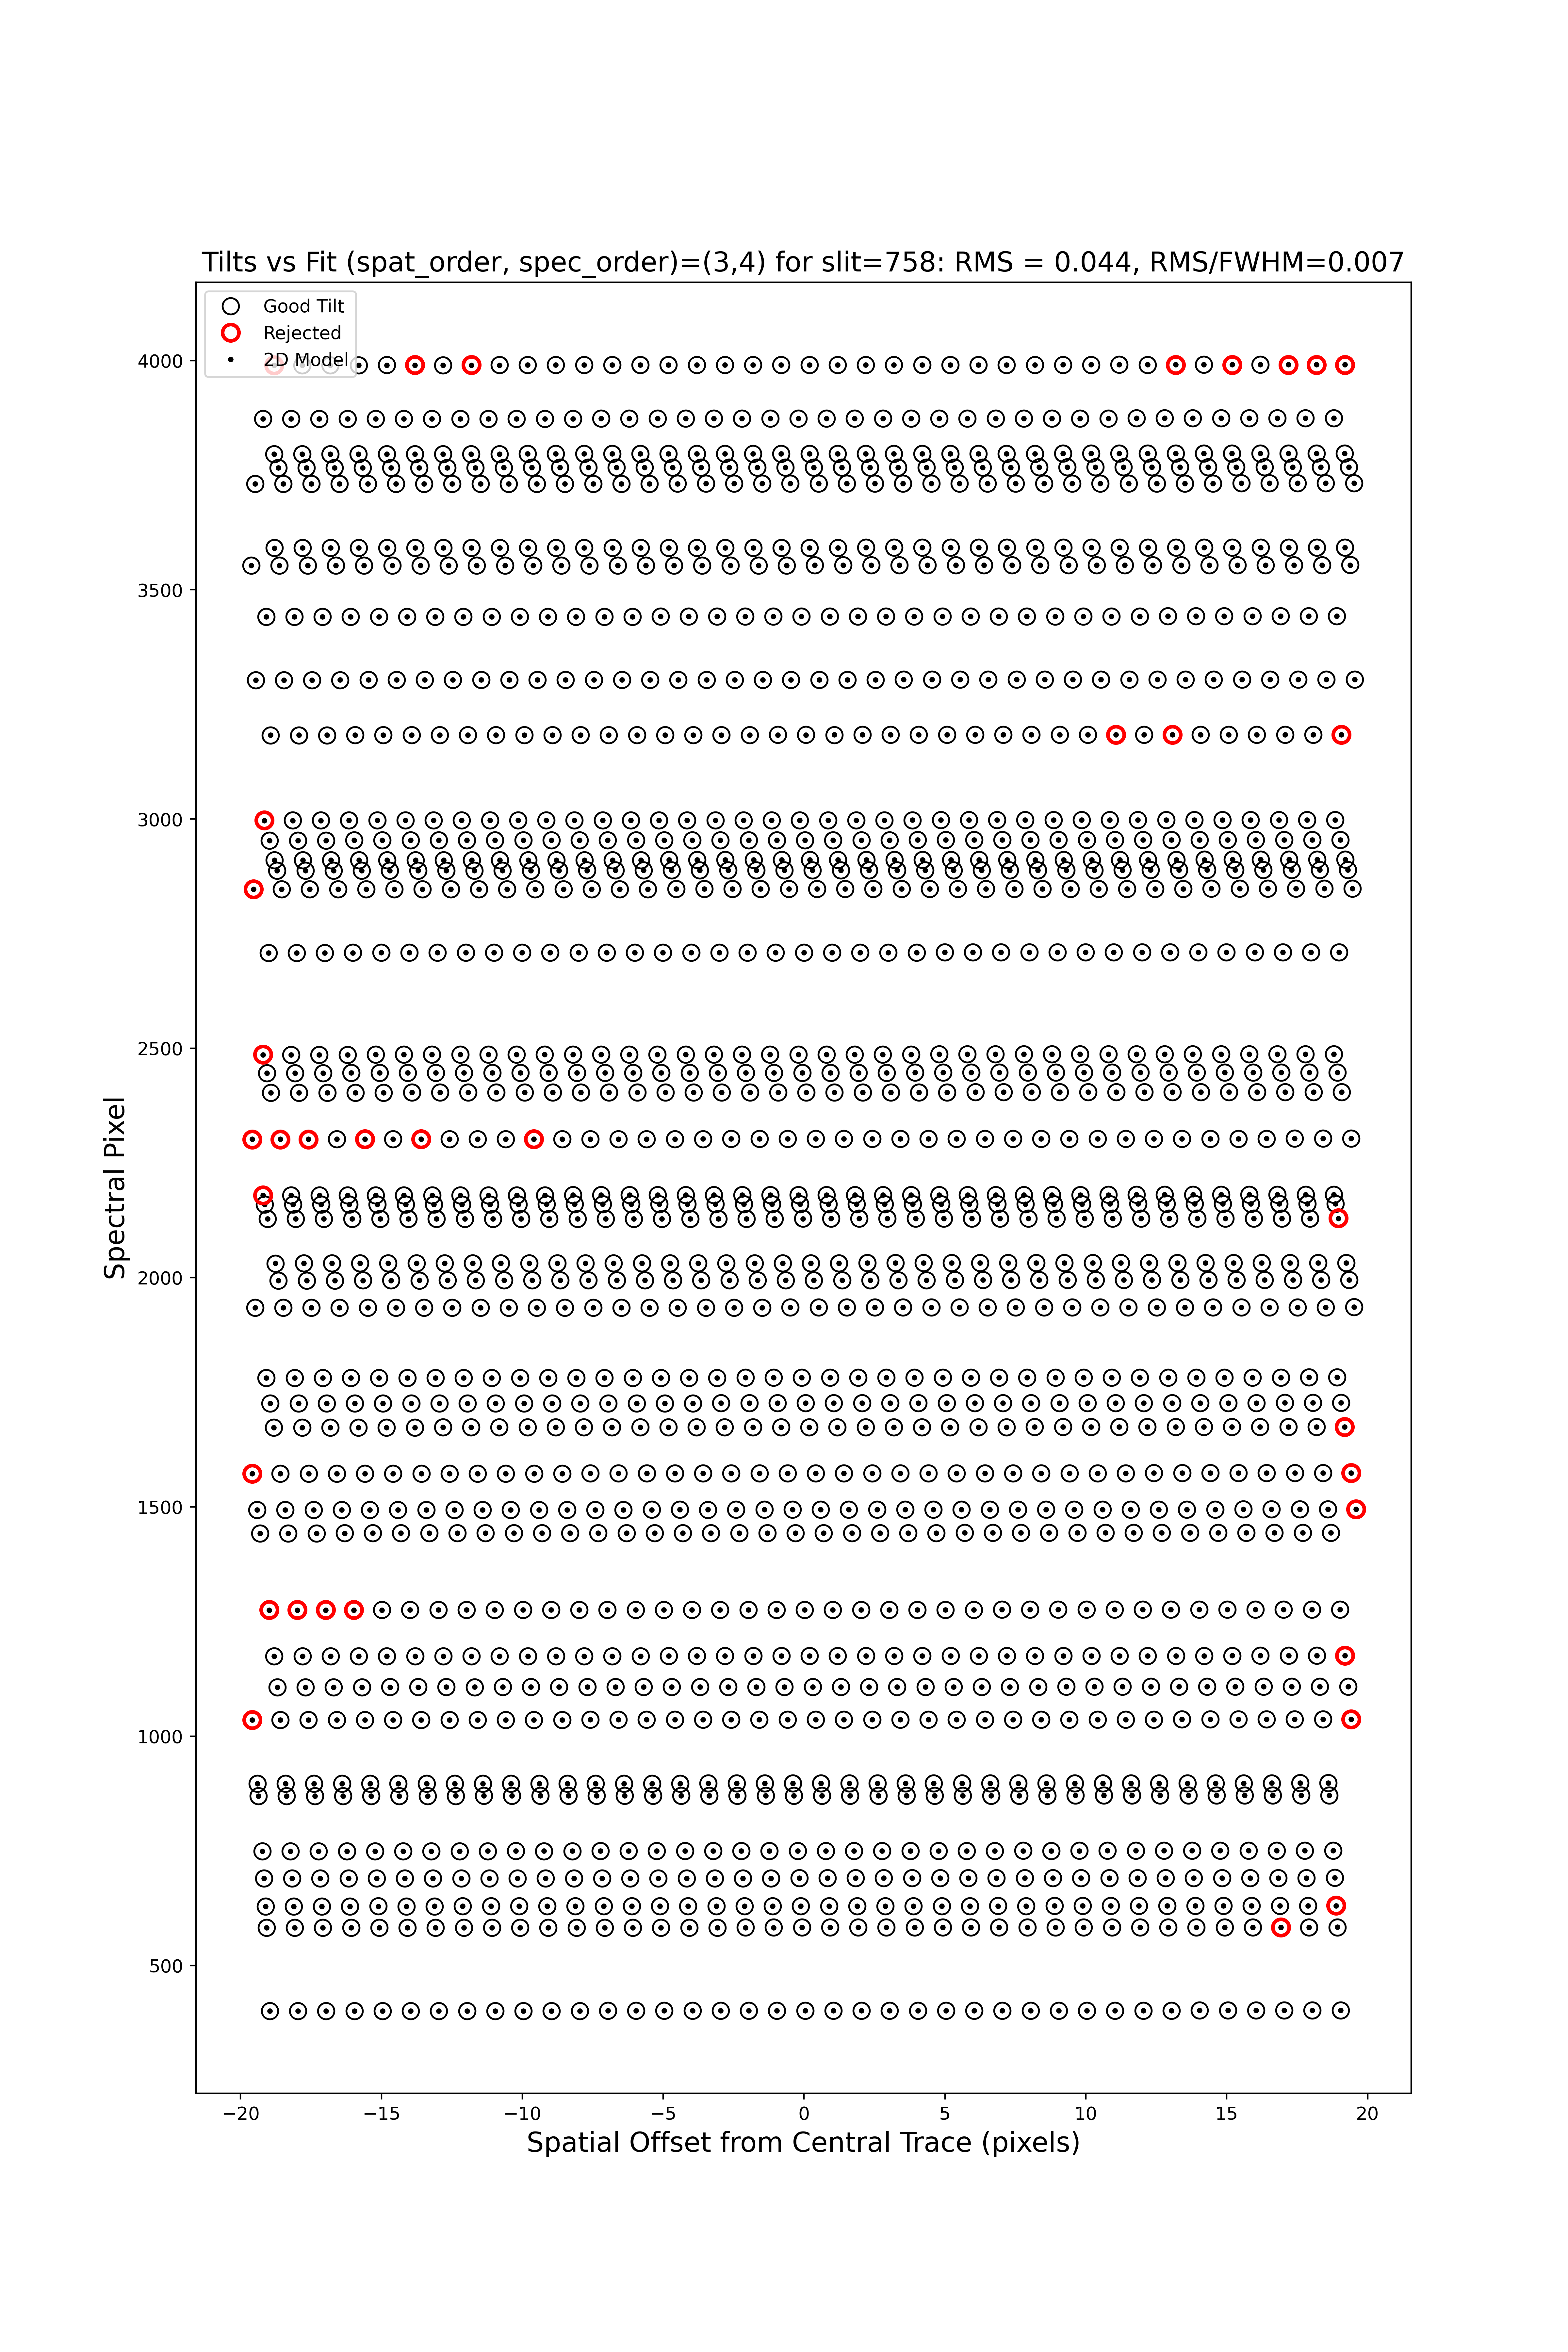 Tilts vs Fit (spat_order, spec_order)=(3,4) for slit=758: RMS = 0.044, RMS/FWHM=0.007
Good Tilt
Rejected
2D Model
4000
3500
3000
2500
2000
1500
1000
500
Spectral Pixel
−20 −15 −10 −5 0 5 10 15 20
Spatial Offset from Central Trace (pixels)